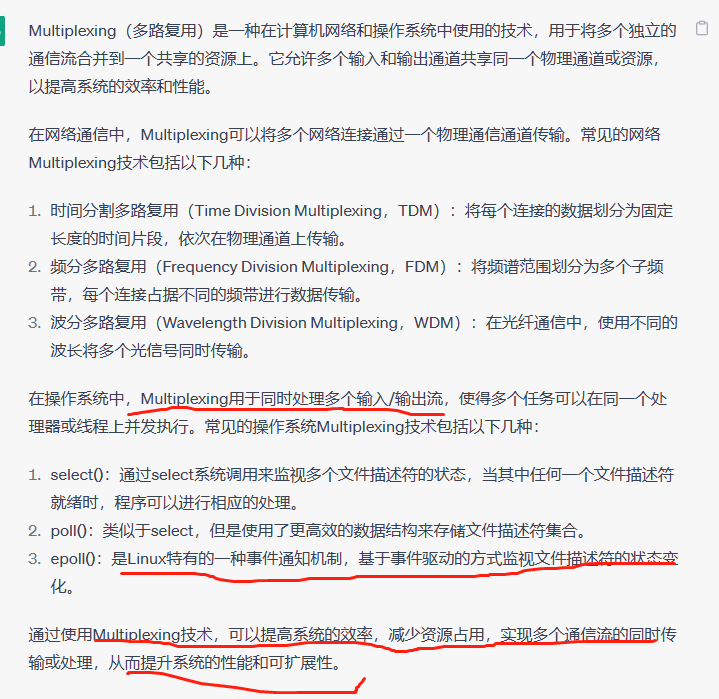 Multiplexing（多路复用）是一种在计算机网络和操作系统中使用的技术，用于将多个独立的
通信流合并到一个共享的资源上。它允许多个输入和输出通道共享同一个物理通道或资源，
以提高系统的效率和性能。
在网络通信中，Multiplexing可以将多个网络连接通过一个物理通信通道传输。常见的网络
Multiplexing技术包括以下几种：
1. 时间分割多路复用（Time Division Multiplexing，TDM）：将每个连接的数据划分为固定
长度的时间片段，依次在物理通道上传输。
2. 频分多路复用（Frequency Division Multiplexing，FDM）：将频谱范围划分为多个子频
带，每个连接占据不同的频带进行数据传输。
3. 波分多路复用（Wavelength Division Multiplexing，WDM）：在光纤通信中，使用不同的
波长将多个光信号同时传输。
在操作系统中，Multiplexing用于同时处理多个输入/输出流，使得多个任务可以在同一个处
理器或线程上并发执行。常见的操作系统Multiplexing技术包括以下几种：
1. select()：通过select系统调用来监视多个文件描述符的状态，当其中任何一个文件描述符
就绪时，程序可以进行相应的处理。
2. poll()：类似于select，但是使用了更高效的数据结构来存储文件描述符集合。
3. epoll()：是Linux特有的一种事件通知机制，基于事件驱动的方式监视文件描述符的状态变
化。
通过使用Multiplexing技术，可以提高系统的效率，减少资源占用，实现多个通信流的同时传
输或处理，从而提升系统的性能和可扩展性。